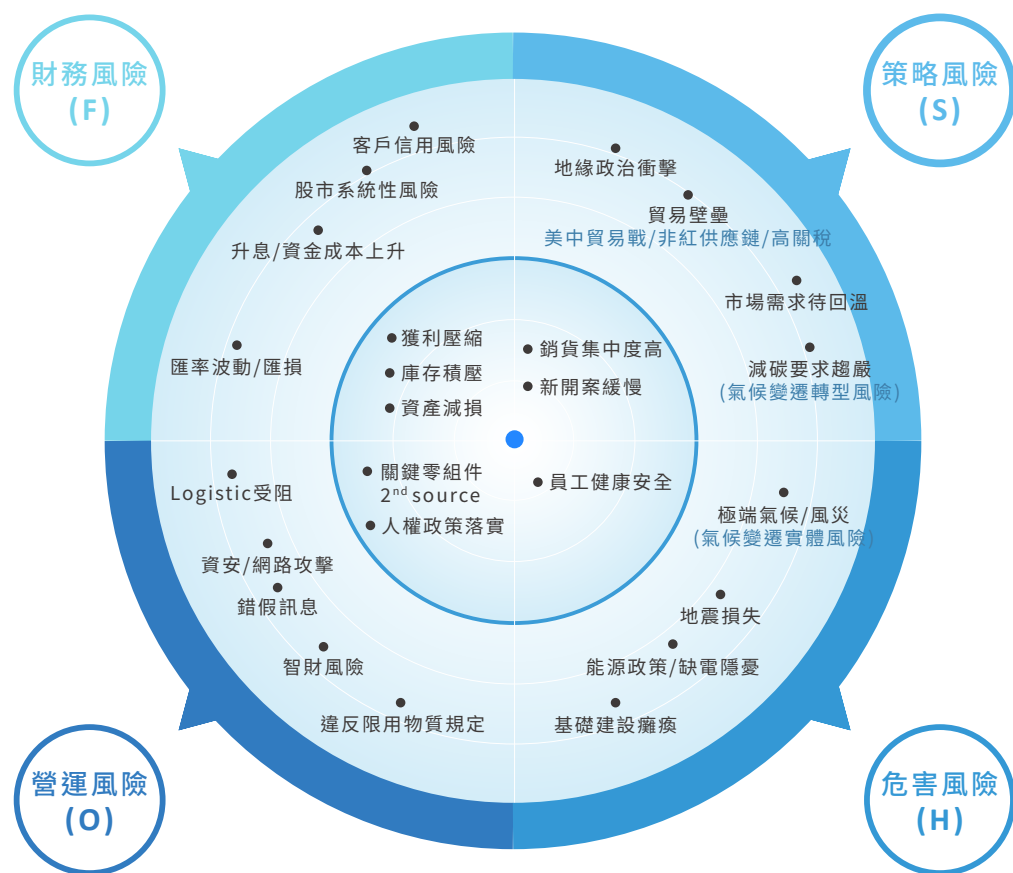 財務風險
(F)
策略風險
(S)
客戶信用風險
股市系統性風險
升息/資金成本上升
匯率波動/匯損
地緣政治衝擊
貿易壁壘
美中貿易戰/非紅供應鏈/高關稅
市場需求待回溫
減碳要求趨嚴
(氣候變遷轉型風險)
獲利壓縮
庫存積壓
資產減損
銷貨集中度高
新開案緩慢
關鍵零組件
2nd source
人權政策落實
員工健康安全
Logistic受阻
資安/網路攻擊
錯假訊息
智財風險
違反限用物質規定
極端氣候/風災
(氣候變遷實體風險)
地震損失
能源政策/缺電隱憂
基礎建設癱瘓
營運風險
(O)
危害風險
(H)